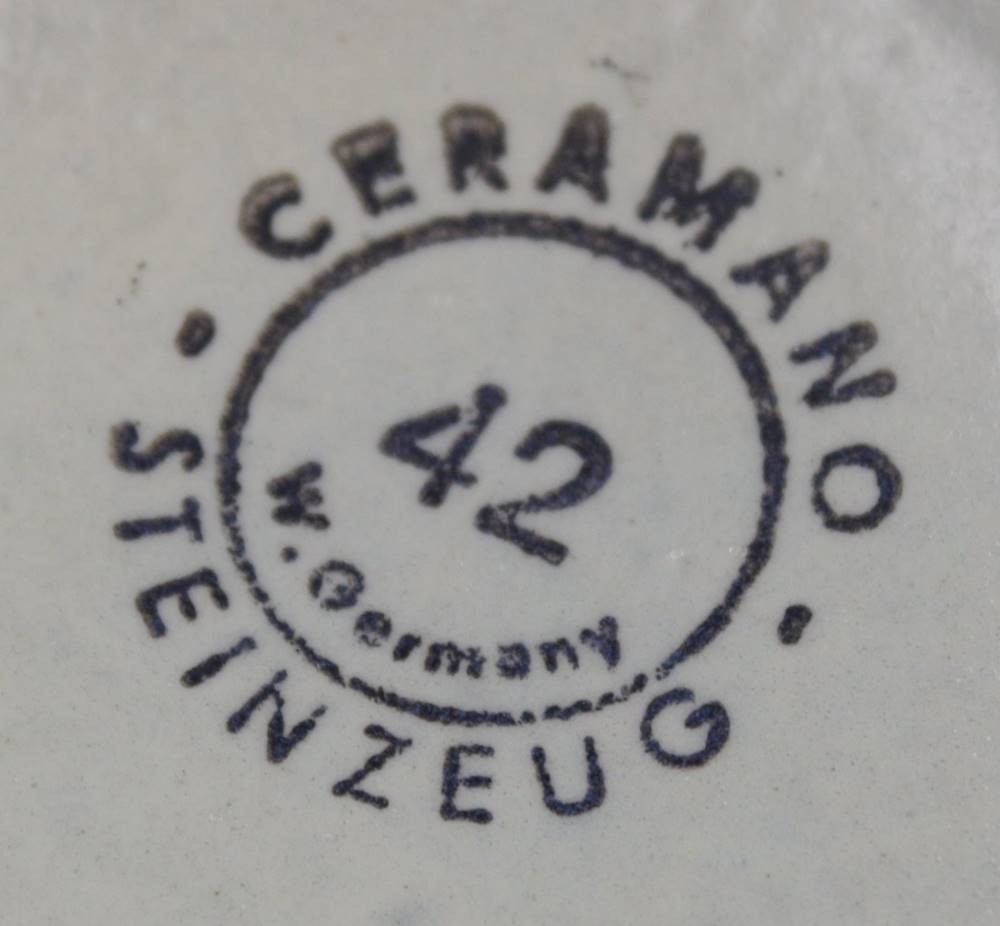 CERAMANO
42
W. Germany
STEINZEUG